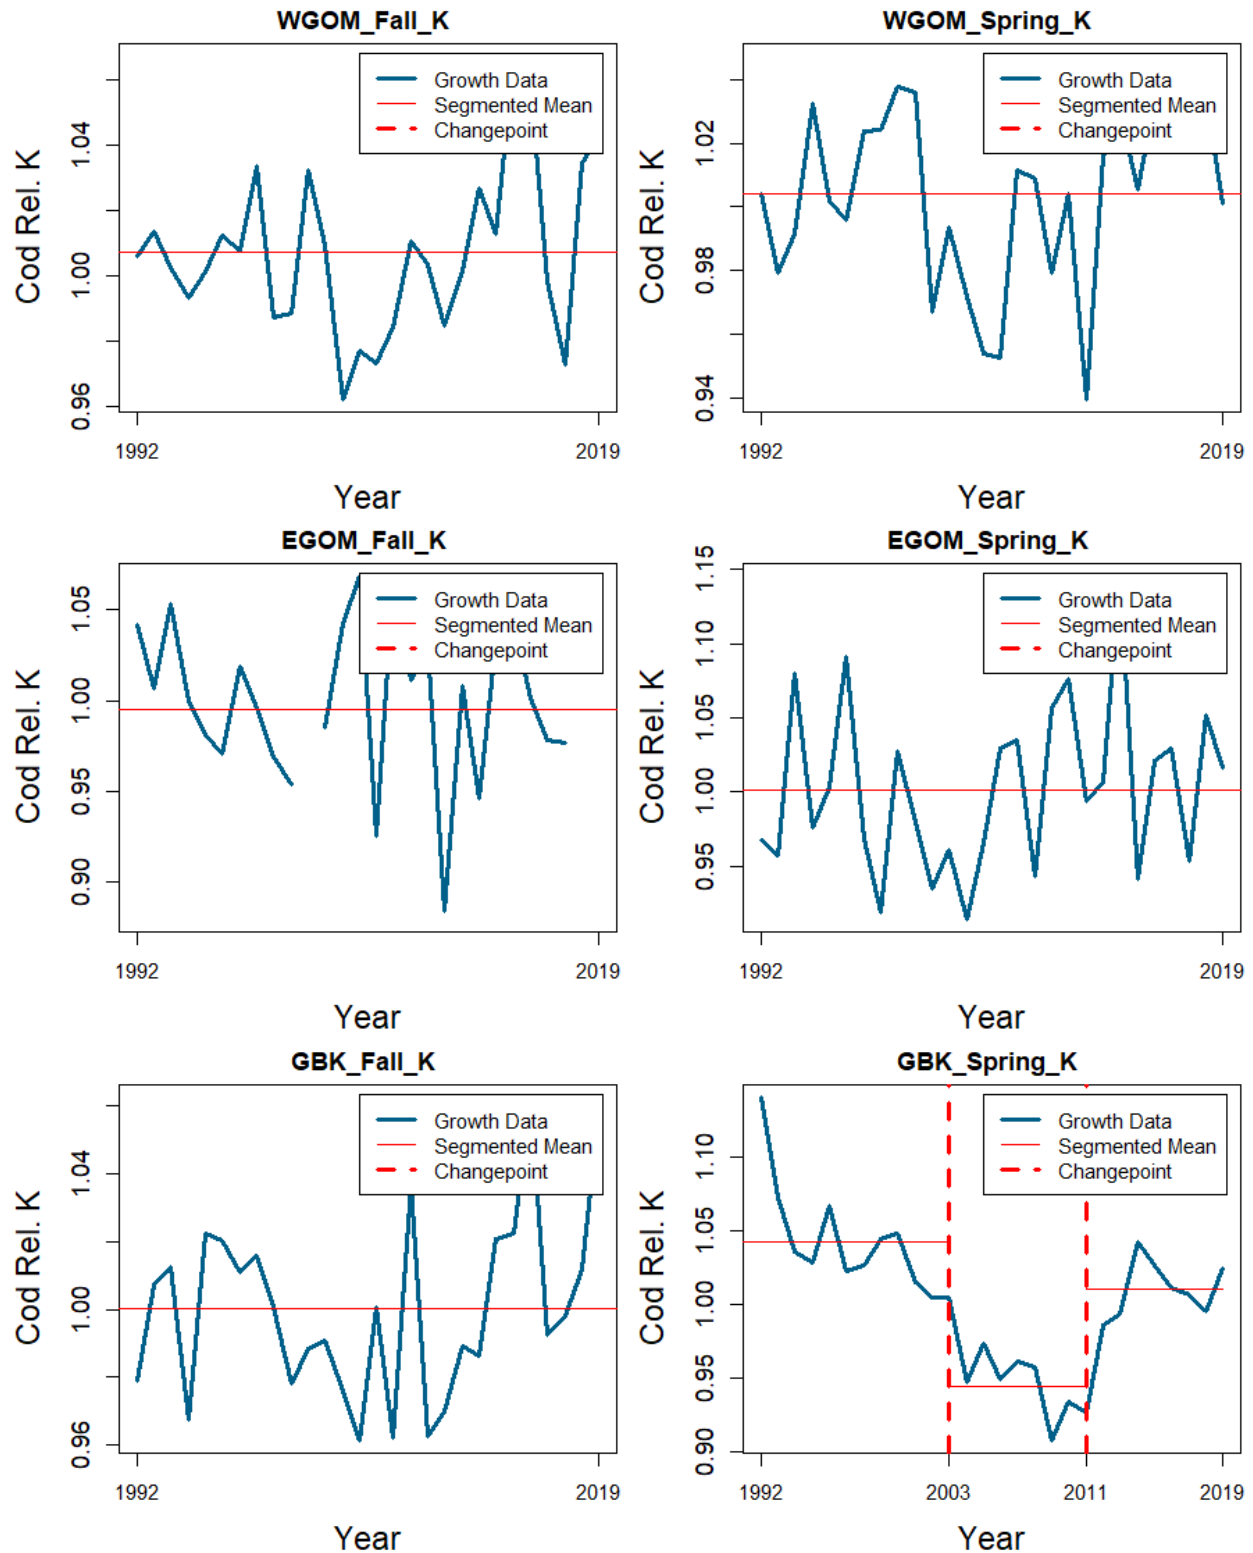 WGOM_Fall_K
Cod Rel. K
1.04
1.00
0.96
Growth Data
Segmented Mean
Changepoint
1992
2019
Year
WGOM_Spring_K
Cod Rel. K
1.02
0.98
0.94
Growth Data
Segmented Mean
Changepoint
1992
2019
Year
EGOM_Fall_K
Cod Rel. K
1.05
1.00
0.95
0.90
Growth Data
Segmented Mean
Changepoint
1992
2019
Year
EGOM_Spring_K
Cod Rel. K
1.15
1.10
1.05
1.00
0.95
Growth Data
Segmented Mean
Changepoint
1992
2019
Year
GBK_Fall_K
Cod Rel. K
1.04
1.00
0.96
Growth Data
Segmented Mean
Changepoint
1992
2019
Year
GBK_Spring_K
Cod Rel. K
1.10
1.05
1.00
0.95
0.90
Growth Data
Segmented Mean
Changepoint
1992
2003
2011
2019
Year